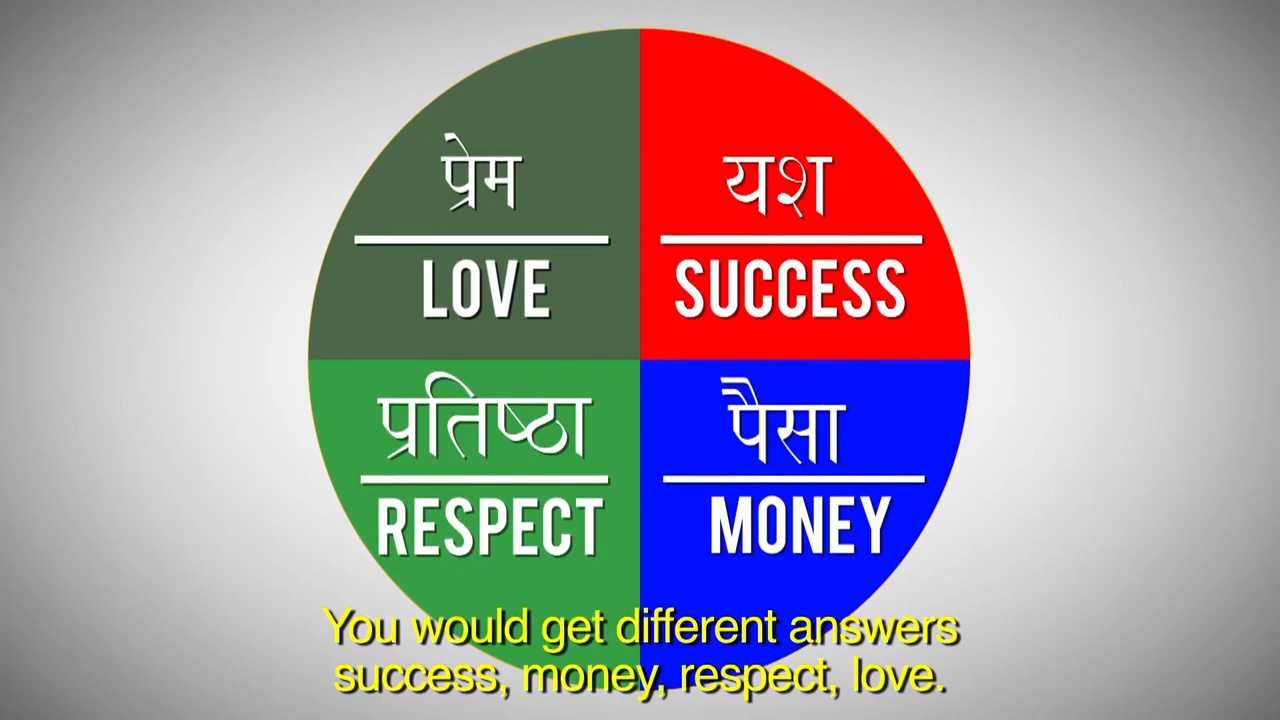 प्रेम
LOVE
यश
SUCCESS
प्रतिष्ठा
RESPECT
पैसा
MONEY
You would get different answers
success, money, respect, love.